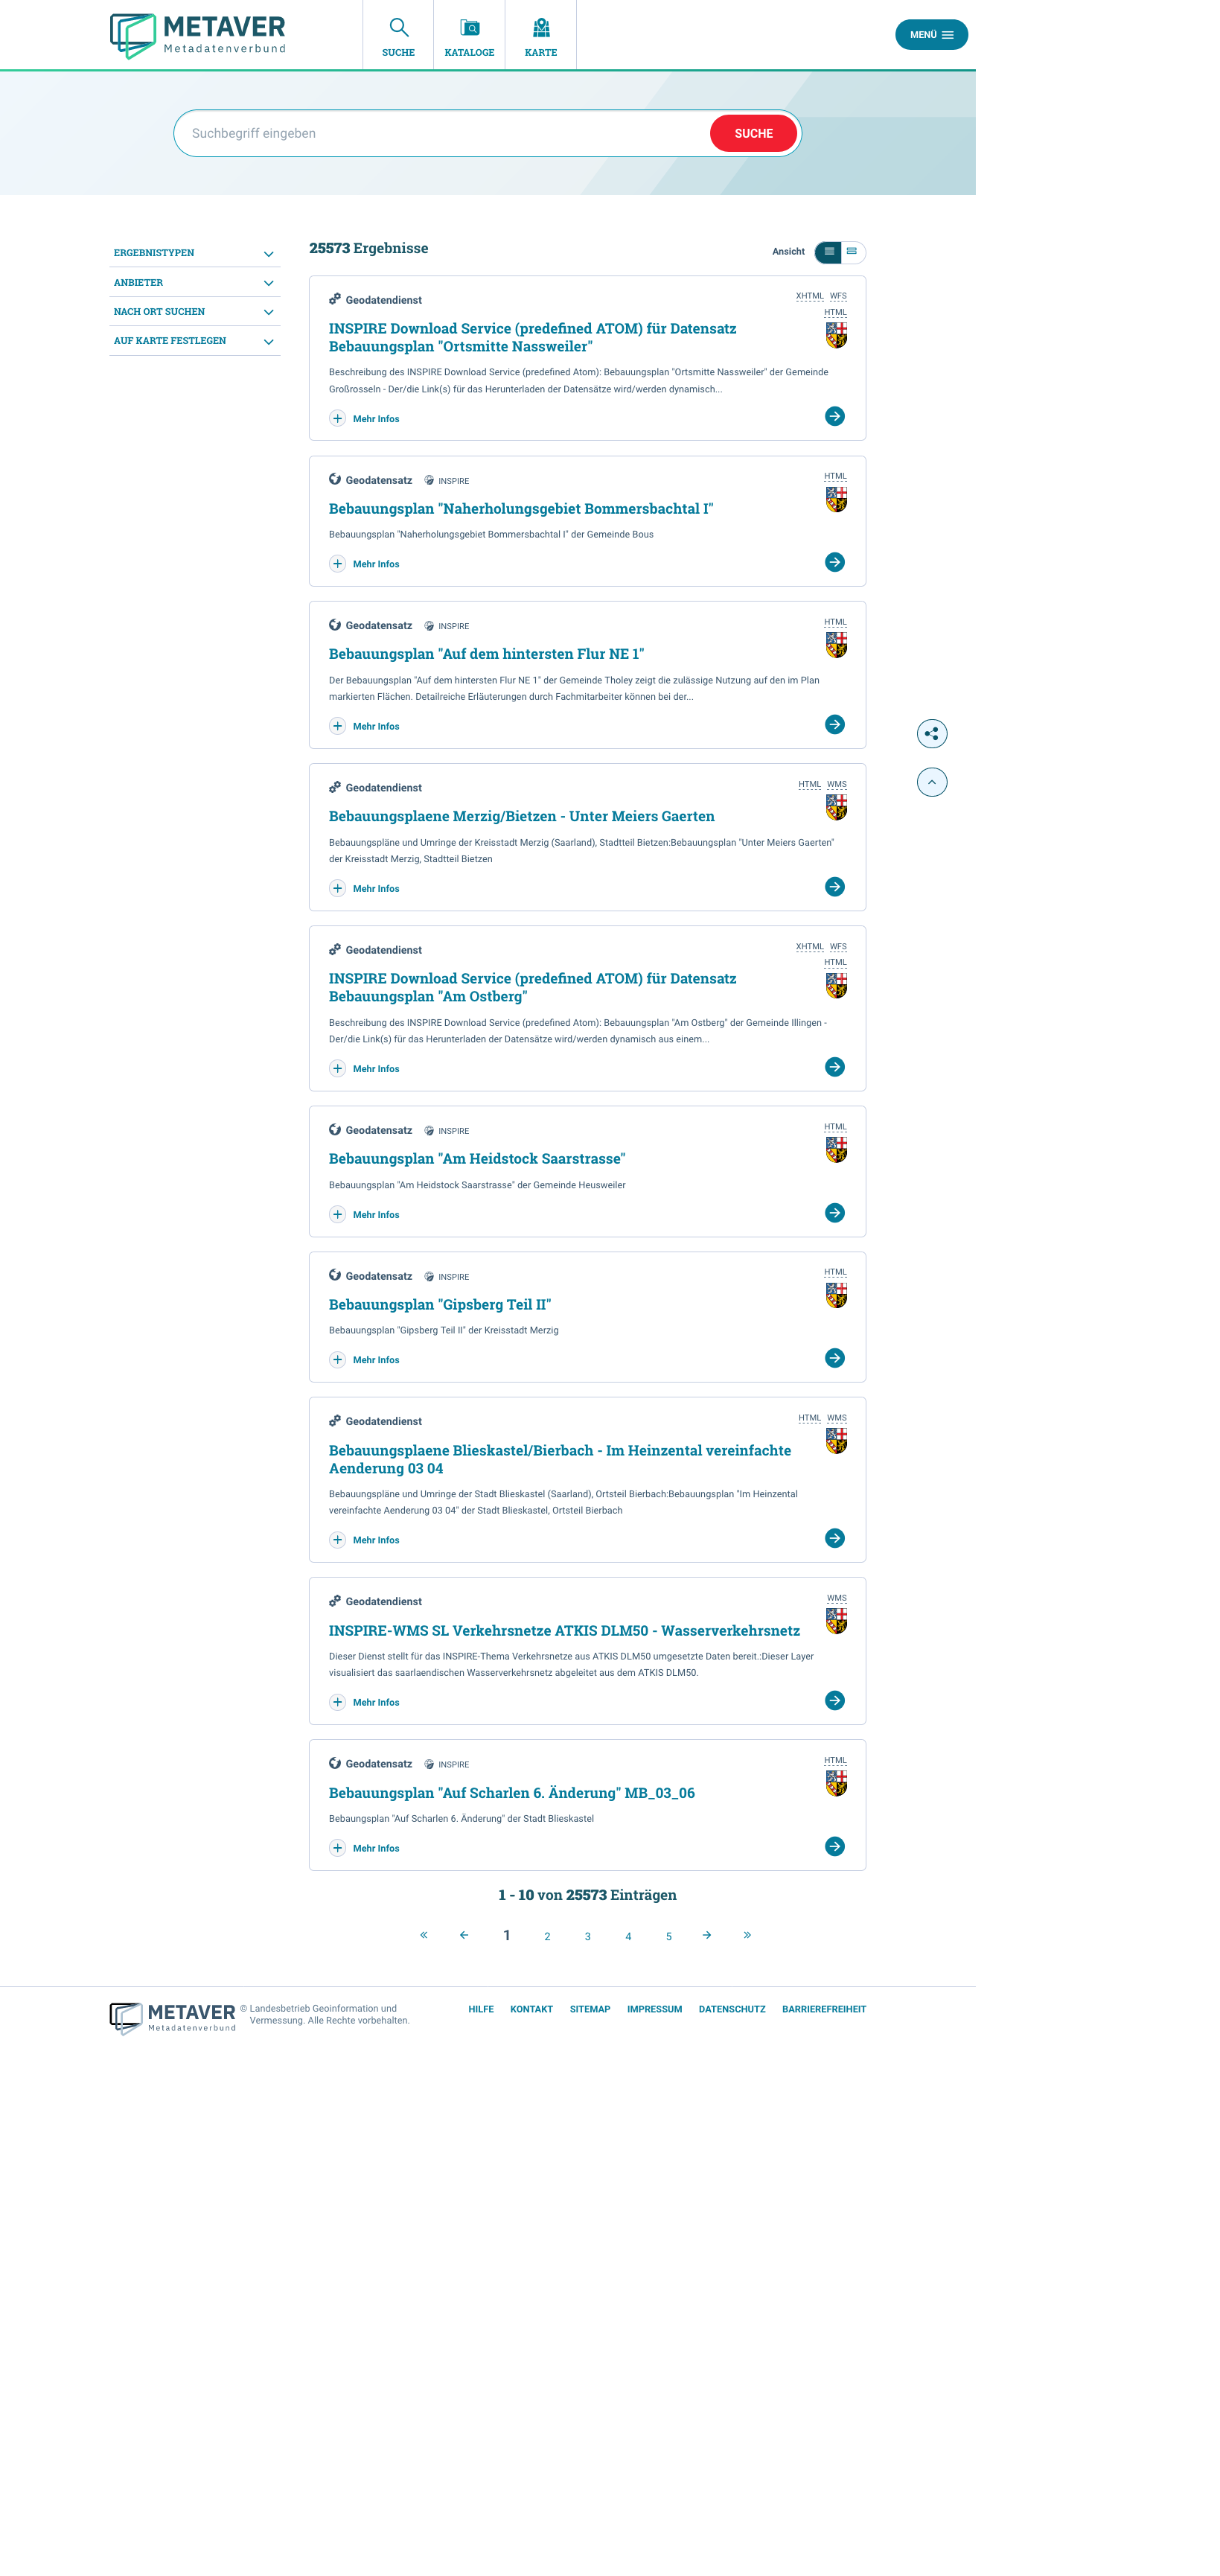 METAVER
Metadatenverbund
SUCHE
KATALOGE
KARTE
MENÜ
Suchbegriff eingeben
SUCHE
ERGEBNISTYPEN
ANBIETER
NACH ORT SUCHEN
AUF KARTE FESTLEGEN
25573 Ergebnisse
Ansicht
Geodatendienst
XHTML WFS
HTML
INSPIRE Download Service (predefined ATOM) für Datensatz
Bebauungsplan "Ortsmitte Nassweiler"
Beschreibung des INSPIRE Download Service (predefined Atom): Bebauungsplan "Ortsmitte Nassweiler" der Gemeinde
Großrosseln - Der/die Link(s) für das Herunterladen der Datensätze wird/werden dynamisch...
Mehr Infos
Geodatensatz INSPIRE
HTML
Bebauungsplan "Naherholungsgebiet Bommersbachtal I"
Bebauungsplan "Naherholungsgebiet Bommersbachtal I" der Gemeinde Bous
Mehr Infos
Geodatensatz INSPIRE
HTML
Bebauungsplan "Auf dem hintersten Flur NE 1"
Der Bebauungsplan "Auf dem hintersten Flur NE 1" der Gemeinde Tholey zeigt die zulässige Nutzung auf den im Plan
markierten Flächen. Detailreiche Erläuterungen durch Fachmitarbeiter können bei der...
Mehr Infos
Geodatendienst
HTML WMS
Bebauungsplaene Merzig/Bietzen - Unter Meiers Gaerten
Bebauungspläne und Umringe der Kreisstadt Merzig (Saarland), Stadtteil Bietzen:Bebauungsplan "Unter Meiers Gaerten"
der Kreisstadt Merzig, Stadtteil Bietzen
Mehr Infos
Geodatendienst
XHTML WFS
HTML
INSPIRE Download Service (predefined ATOM) für Datensatz
Bebauungsplan "Am Ostberg"
Beschreibung des INSPIRE Download Service (predefined Atom): Bebauungsplan "Am Ostberg" der Gemeinde Illingen -
Der/die Link(s) für das Herunterladen der Datensätze wird/werden dynamisch aus einem...
Mehr Infos
Geodatensatz INSPIRE
HTML
Bebauungsplan "Am Heidstock Saarstrasse"
Bebauungsplan "Am Heidstock Saarstrasse" der Gemeinde Heusweiler
Mehr Infos
Geodatensatz INSPIRE
HTML
Bebauungsplan "Gipsberg Teil II"
Bebauungsplan "Gipsberg Teil II" der Kreisstadt Merzig
Mehr Infos
Geodatendienst
HTML WMS
Bebauungsplaene Blieskastel/Bierbach - Im Heinzental vereinfachte
Aenderung 03 04
Bebauungspläne und Umringe der Stadt Blieskastel (Saarland), Ortsteil Bierbach:Bebauungsplan "Im Heinzental
vereinfachte Aenderung 03 04" der Stadt Blieskastel, Ortsteil Bierbach
Mehr Infos
Geodatendienst
WMS
INSPIRE-WMS SL Verkehrsnetze ATKIS DLM50 - Wasserverkehrsnetz
Dieser Dienst stellt für das INSPIRE-Thema Verkehrsnetze aus ATKIS DLM50 umgesetzte Daten bereit.:Dieser Layer
visualisiert das saarlaendischen Wasserverkehrsnetz abgeleitet aus dem ATKIS DLM50.
Mehr Infos
Geodatensatz INSPIRE
HTML
Bebauungsplan "Auf Scharlen 6. Änderung" MB_03_06
Bebaungsplan "Auf Scharlen 6. Änderung" der Stadt Blieskastel
Mehr Infos
1 - 10 von 25573 Einträgen
1 2 3 4 5
METAVER
Metadatenverbund
© Landesbetrieb Geoinformation und
Vermessung. Alle Rechte vorbehalten.
HILFE KONTAKT SITEMAP IMPRESSUM DATENSCHUTZ BARRIEREFREIHEIT